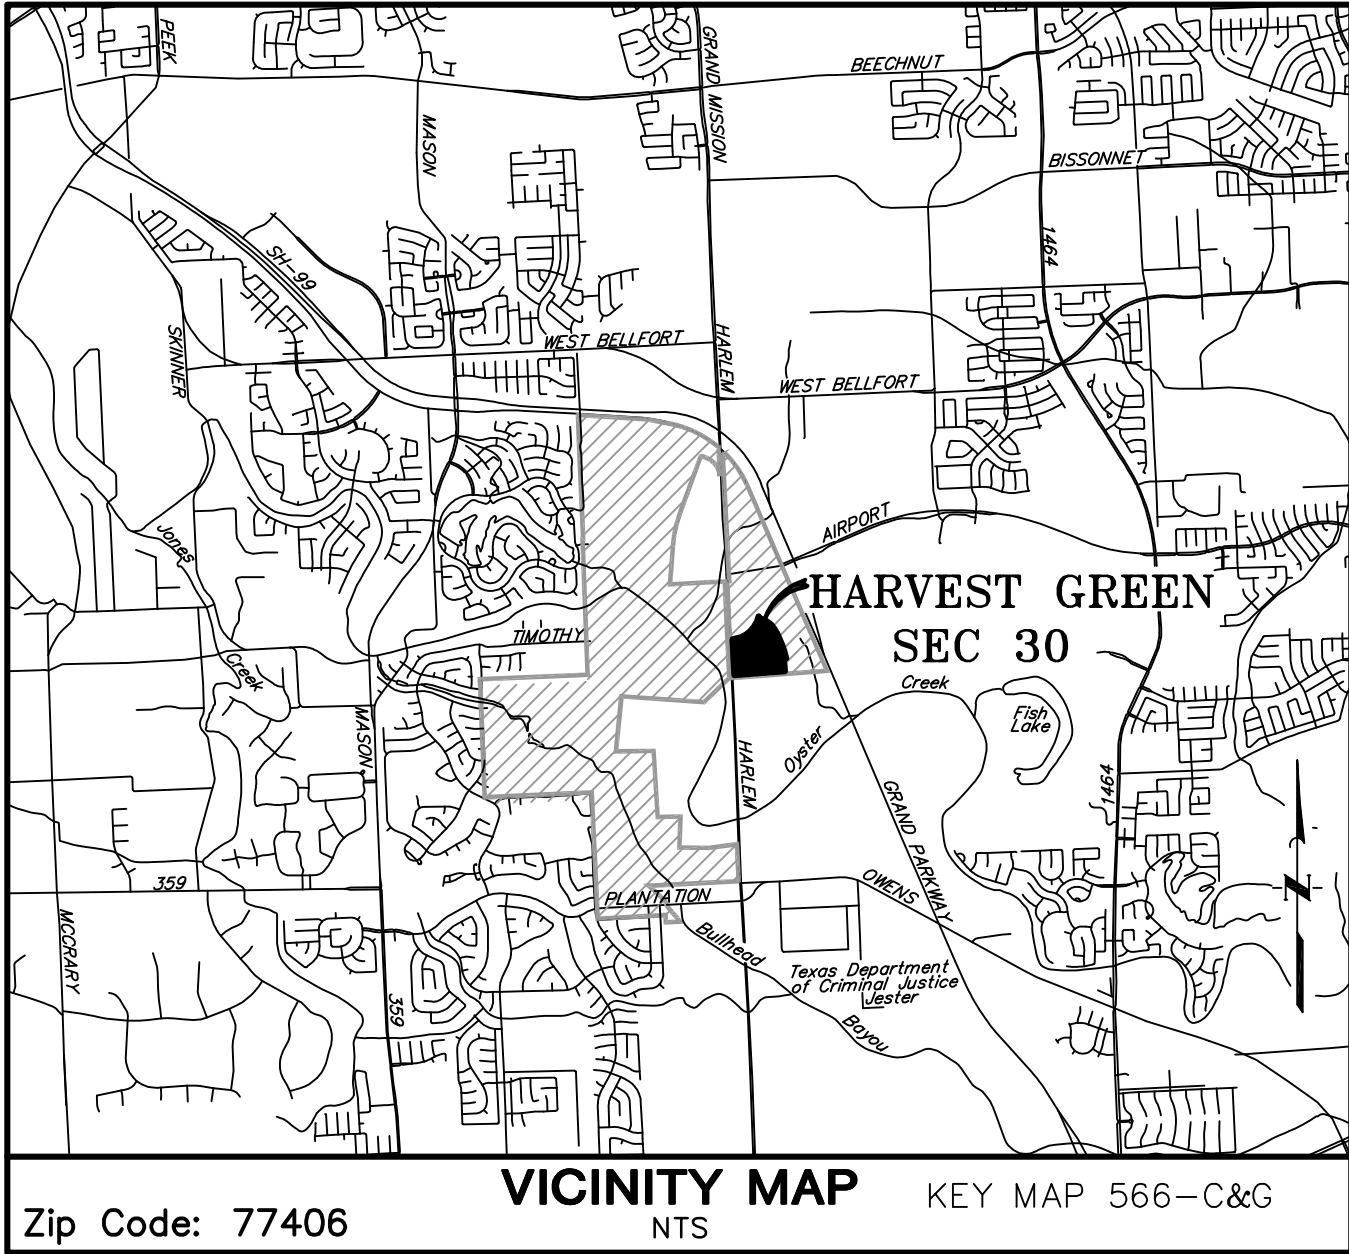 PEEK
MASON
GRAND MISSION
BEECHNUT
BISSONNET
1464
SH-99
SKINNER
WEST BELLFORT
HARLEM
WEST BELLFORT
AIRPORT
Jones
Creek
TIMOTHY
HARVEST GREEN
SEC 30
Creek
Fish
Lake
Oyster
MASON
HARLEM
1464
GRAND PARKWAY
359
PLANTATION
OWENS
MCCRARY
359
Bullhead
Bayou
Texas Department
of Criminal Justice
Jester
N
VICINITY MAP
NTS
KEY MAP 566-C&G
Zip Code: 77406